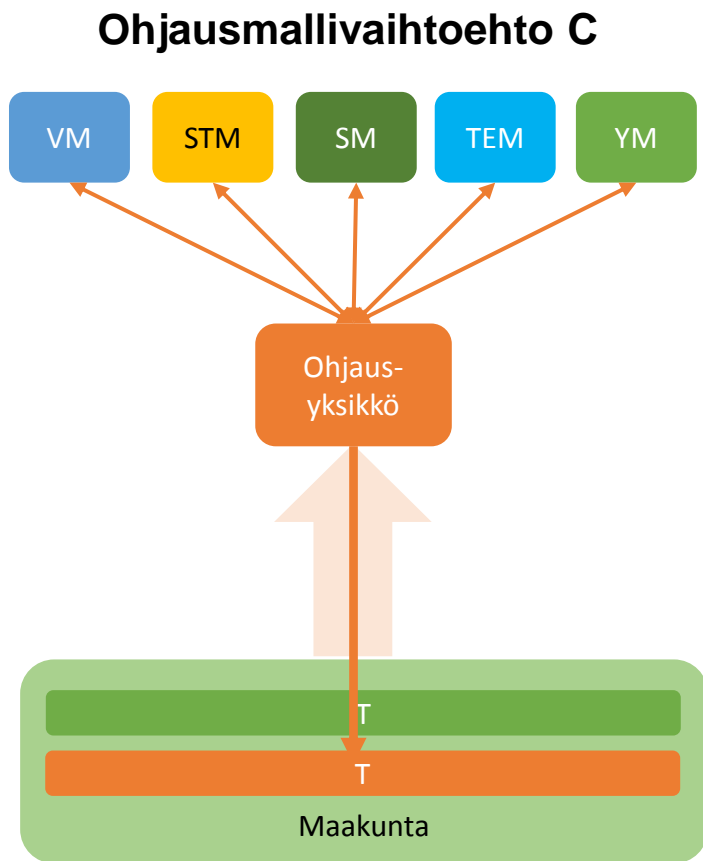 Ohjausmallivaihtoehto C
VM
STM
SM
TEM
YM
Ohjaus-
yksikkö
T
T
Maakunta